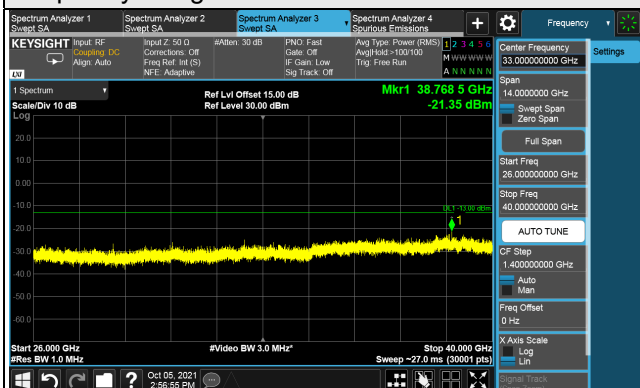 Spectrum Analyzer 1
Swept SA
Spectrum Analyzer 2
Swept SA
Spectrum Analyzer 3
Swept SA
Spectrum Analyzer 4
Spurious Emissions
Frequency
KEYSIGHT
Input: RF
Coupling: DC
Align: Auto
Input Z: 50 Ω
Corrections: Off
Freq Ref: Int (S)
NFE: Adaptive
#Atten: 30 dB
PNO: Fast
Gate: Off
IF Gain: Low
Sig Track: Off
Avg Type: Power (RMS)
Avg|Hold:>100/100
Trig: Free Run
1 2 3 4 5 6
M W W W W W
A N N N N N
LXI
1 Spectrum
Scale/Div 10 dB
Log
Ref Lvl Offset 15.00 dB
Ref Level 30.00 dBm
Mkr1 38.768 5 GHz
-21.35 dBm
20.0
10.0
0.00
-10.0
-20.0
-30.0
-40.0
-50.0
-60.0
DL1 -13.00 dBm
1
Start 26.000 GHz
#Res BW 1.0 MHz
#Video BW 3.0 MHz*
Stop 40.000 GHz
Sweep ~27.0 ms (30001 pts)
Oct 05, 2021
2:56:55 PM
Center Frequency
33.000000000 GHz
Settings
Span
14.0000000 GHz
Swept Span
Zero Span
Full Span
Start Freq
26.000000000 GHz
Stop Freq
40.000000000 GHz
AUTO TUNE
CF Step
1.400000000 GHz
Auto
Man
Freq Offset
0 Hz
X Axis Scale
Log
Lin
Signal Track